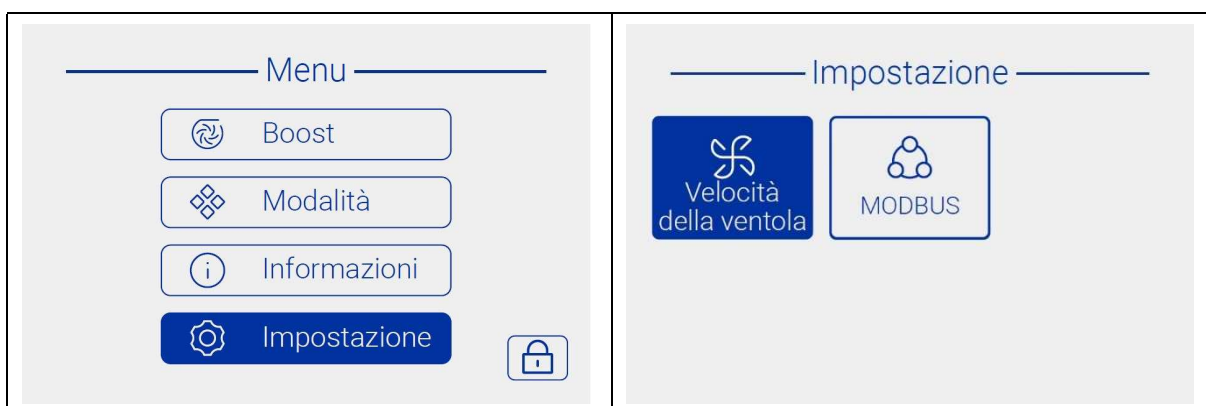 Menu
Boost
Modalità
Informazioni
Impostazione
Impostazione
Velocità
della ventola
MODBUS